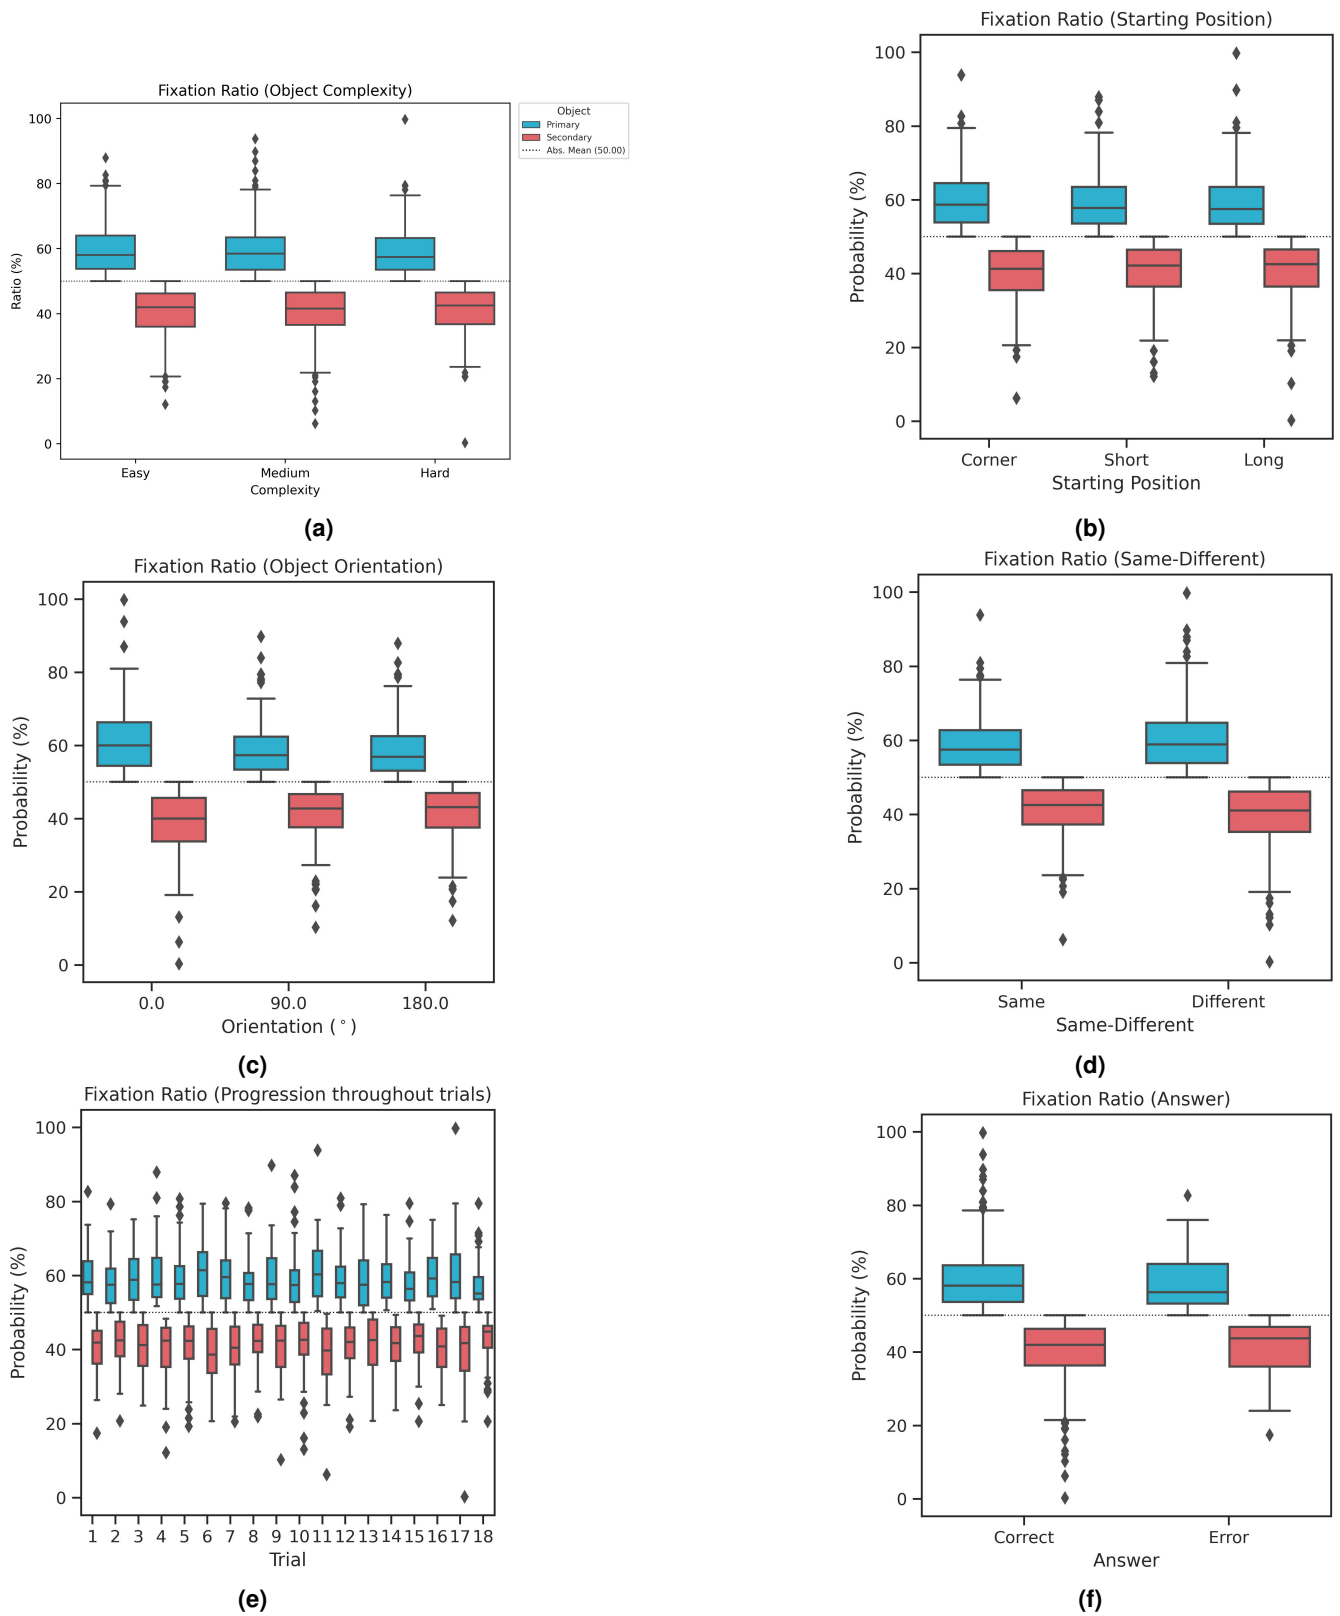 Fixation Ratio (Object Complexity)
Ratio (%)
100
80
60
40
20
0
Easy Medium Hard
Complexity
Object
Primary
Secondary
Abs. Mean (50.00)
(a)
Fixation Ratio (Starting Position)
Probability (%)
100
80
60
40
20
0
Corner Short Long
Starting Position
(b)
Fixation Ratio (Object Orientation)
Probability (%)
100
80
60
40
20
0
0.0 90.0 180.0
Orientation (°)
(c)
Fixation Ratio (Same-Different)
Probability (%)
100
80
60
40
20
0
Same Different
Same-Different
(d)
Fixation Ratio (Progression throughout trials)
Probability (%)
100
80
60
40
20
0
1 2 3 4 5 6 7 8 9 10 11 12 13 14 15 16 17 18
Trial
(e)
Fixation Ratio (Answer)
Probability (%)
100
80
60
40
20
0
Correct Error
Answer
(f)